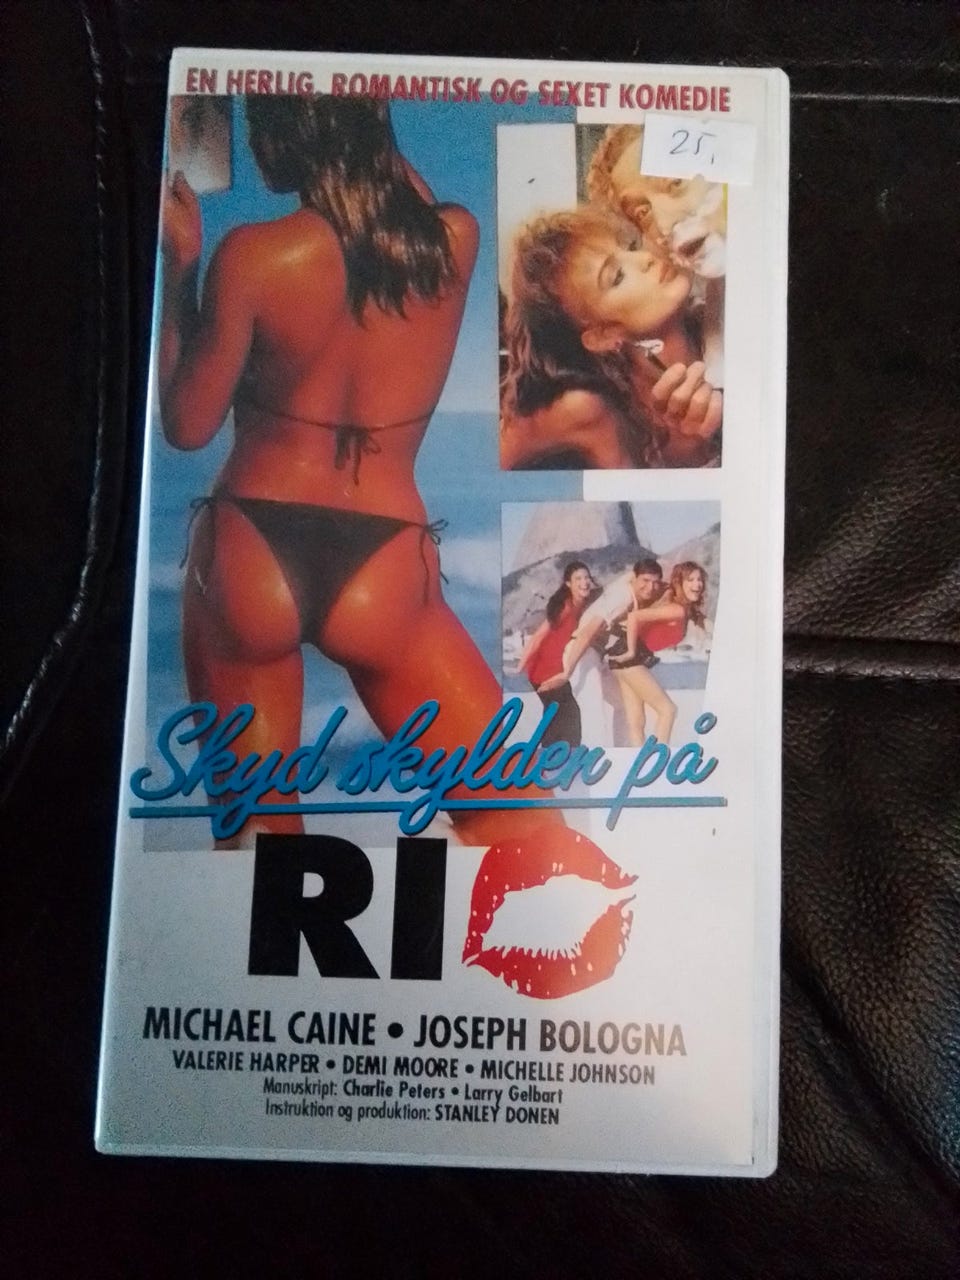 EN HERLIG, ROMANTISK OG SEXET KOMEDIE
25,
Skyd skylden på
RIO
MICHAEL CAINE • JOSEPH BOLOGNA
VALERIE HARPER • DEMI MOORE • MICHELLE JOHNSON
Manuskript: Charlie Peters • Larry Gelbart
Instruktion og produktion: STANLEY DONEN